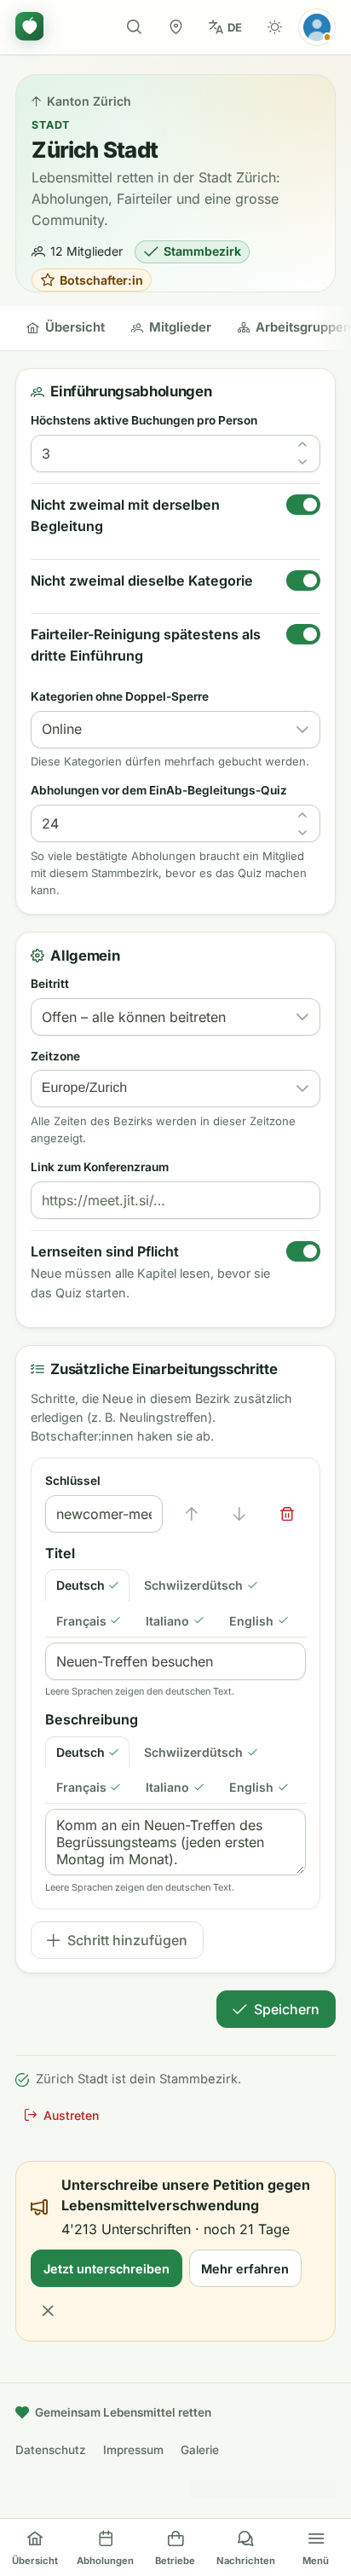 DE
Kanton Zürich
STADT
Zürich Stadt
Lebensmittel retten in der Stadt Zürich:
Abholungen, Fairteiler und eine grosse
Community.
12 Mitglieder
Stammbezirk
Botschafter:in
Übersicht
Mitglieder
Arbeitsgruppen
Einführungsabholungen
Höchstens aktive Buchungen pro Person
3
Nicht zweimal mit derselben
Begleitung
Nicht zweimal dieselbe Kategorie
Fairteiler-Reinigung spätestens als
dritte Einführung
Kategorien ohne Doppel-Sperre
Online
Diese Kategorien dürfen mehrfach gebucht werden.
Abholungen vor dem EinAb-Begleitungs-Quiz
24
So viele bestätigte Abholungen braucht ein Mitglied
mit diesem Stammbezirk, bevor es das Quiz machen
kann.
Allgemein
Beitritt
Offen – alle können beitreten
Zeitzone
Europe/Zurich
Alle Zeiten des Bezirks werden in dieser Zeitzone
angezeigt.
Link zum Konferenzraum
https://meet.jit.si/...
Lernseiten sind Pflicht
Neue müssen alle Kapitel lesen, bevor sie
das Quiz starten.
Zusätzliche Einarbeitungsschritte
Schritte, die Neue in diesem Bezirk zusätzlich
erledigen (z. B. Neulingstreffen).
Botschafter:innen haken sie ab.
Schlüssel
newcomer-mee
Titel
Deutsch
Schwiizerdütsch
Français
Italiano
English
Neuen-Treffen besuchen
Leere Sprachen zeigen den deutschen Text.
Beschreibung
Deutsch
Schwiizerdütsch
Français
Italiano
English
Komm an ein Neuen-Treffen des
Begrüssungsteams (jeden ersten
Montag im Monat).
Leere Sprachen zeigen den deutschen Text.
Schritt hinzufügen
Speichern
Zürich Stadt ist dein Stammbezirk.
Austreten
Unterschreibe unsere Petition gegen
Lebensmittelverschwendung
4'213 Unterschriften · noch 21 Tage
Jetzt unterschreiben
Mehr erfahren
Gemeinsam Lebensmittel retten
Datenschutz
Impressum
Galerie
Übersicht
Abholungen
Betriebe
Nachrichten
Menü